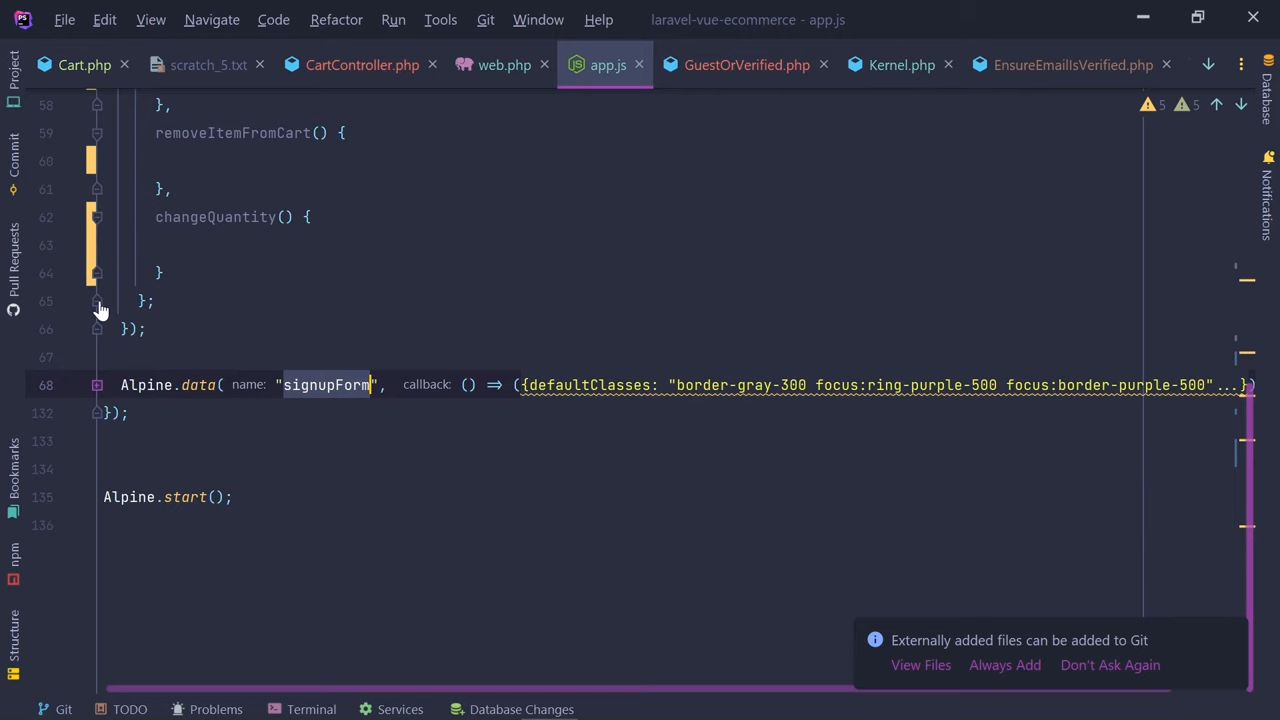 PS File Edit View Navigate Code Refactor Run Tools Git Window Help laravel-vue-ecommerce - app.js
Cart.php scratch_5.txt CartController.php web.php app.js GuestOrVerified.php Kernel.php EnsureEmailIsVerified.php
Project
Commit
Pull Requests
Bookmarks
npm
Structure
58 },
59 removeItemFromCart() {
60
61 },
62 changeQuantity() {
63
64 }
65 };
66 });
67
68 Alpine.data( name: "signupForm", callback: () => ({defaultClasses: "border-gray-300 focus:ring-purple-500 focus:border-purple-500"...})
132 });
133
134
135 Alpine.start();
136
5 5
Database
Notifications
Externally added files can be added to Git
View Files Always Add Don't Ask Again
Git TODO Problems Terminal Services Database Changes